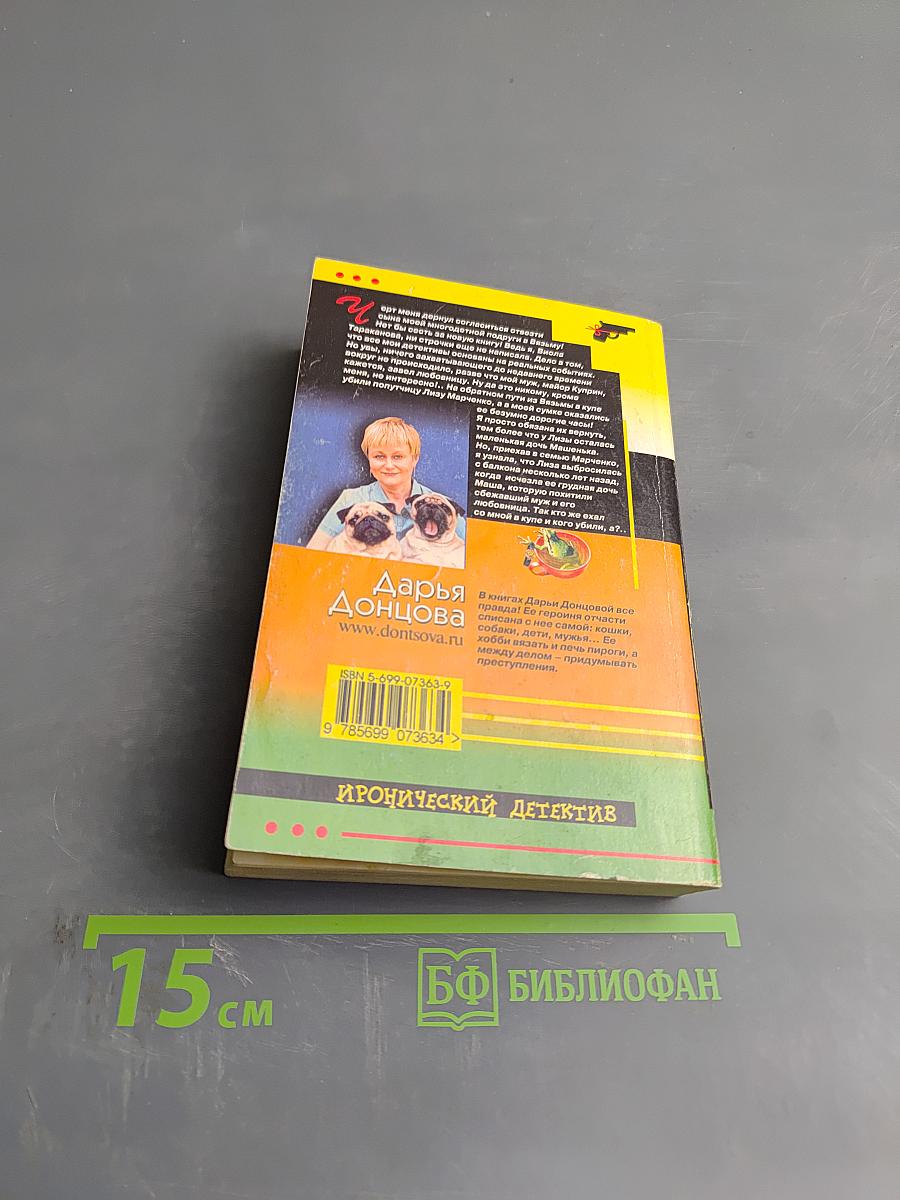 Черт меня дернул согласиться отвезти
сына моей многодетной подруги в Вязьму!
Нет бы сесть за новую книгу! Ведь я, Виола
Тараканова, ни строчки еще не написала. Дело в том,
что все мои детективы основаны на реальных событиях.
Но увы, ничего захватывающего до недавнего времени
вокруг не происходило, разве что мой муж, майор Куприн,
кажется, завел любовницу. Ну да это никому, кроме
меня, не интересно!.. На обратном пути из Вязьмы в купе
убили попутчицу Лизу Марченко, а в моей сумке оказались
ее безумно дорогие часы!
Я просто обязана их вернуть,
тем более что у Лизы осталась
маленькая дочь Машенька.
Но, приехав в семью Марченко,
я узнала, что Лиза выбросилась
с балкона несколько лет назад,
когда исчезла ее грудная дочь
Маша, которую похитили
сбежавший муж и его
любовница. Так кто же ехал
со мной в купе и кого убили, а?..
Дарья
Донцова
www.dontsova.ru
В книгах Дарьи Донцовой все
правда! Ее героиня отчасти
списана с нее самой: кошки,
собаки, дети, мужья... Ее
хобби вязать и печь пироги, а
между делом – придумывать
преступления.
ISBN 5-699-07363-9
9 785699 073634 >
ИРОНИЧЕСКИЙ ДЕТЕКТИВ
15 см
БФ БИБЛИОФАН